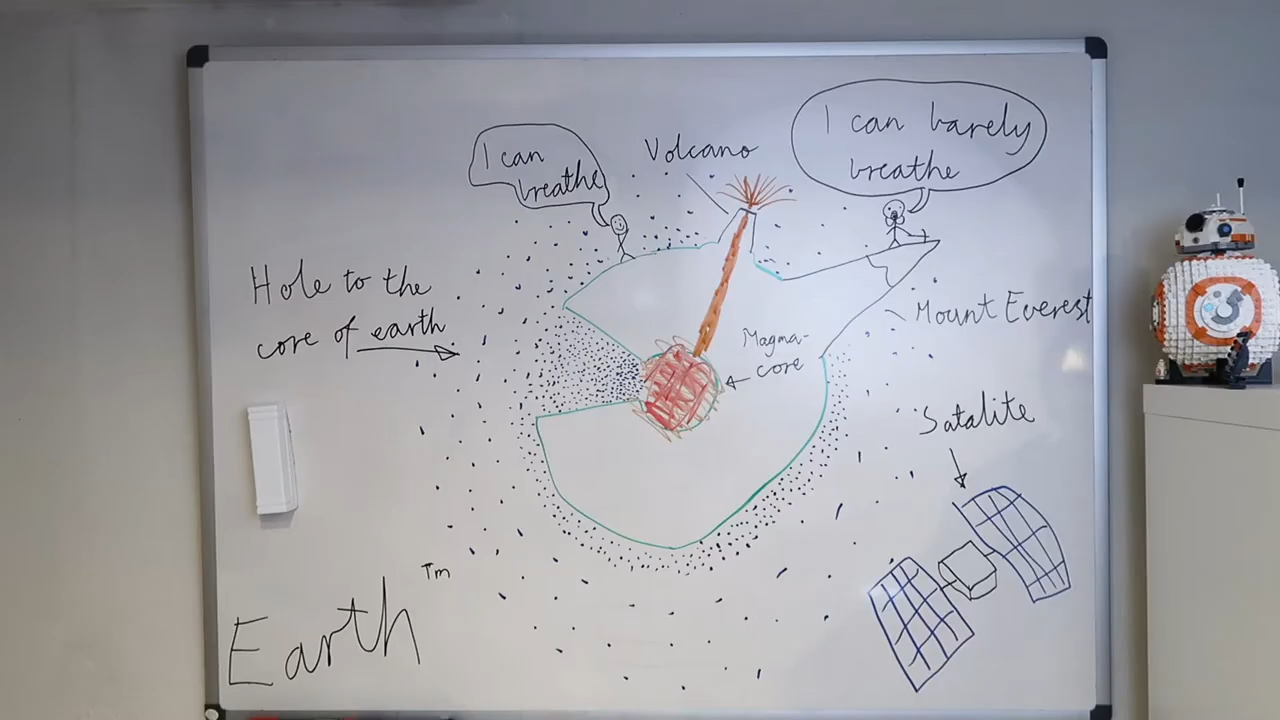 I can
breathe
Volcano
I can barely
breathe
Hole to the
core of earth
Mount Everest
Magma-
core
Satalite
Earth Tm